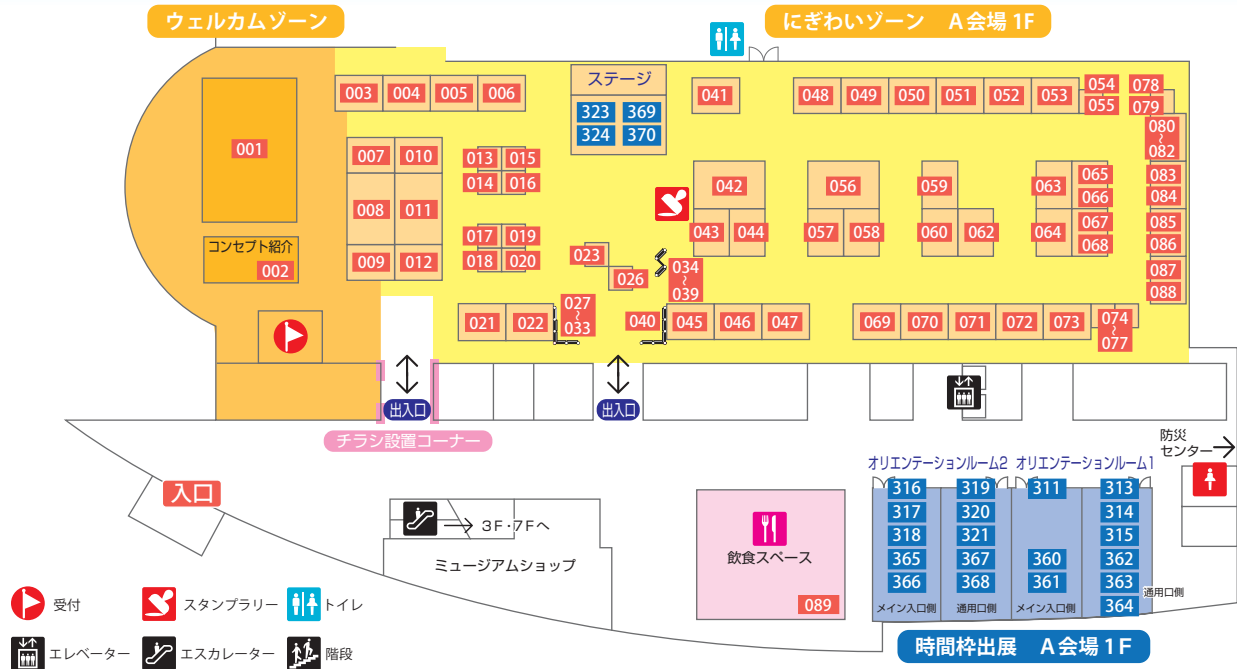 ウェルカムゾーン
にぎわいゾーン　A会場 1F
001
コンセプト紹介
002
003 004 005 006
007 010
008 011
009 012
013 015
014 016
017 019
018 020
021 022
023
026
027
〜
033
ステージ
323 369
324 370
034
〜
039
040
041
042
043 044
045 046 047
048 049 050 051 052 053
054
055
056
057 058
059
060 062
063
064
065
066
067
068
069 070 071 072 073
074
〜
077
078
079
080
〜
082
083
084
085
086
087
088
出入口
出入口
チラシ設置コーナー
入口
3F・7Fへ
ミュージアムショップ
飲食スペース
089
防災
センター
オリエンテーションルーム2
316 319
317 320
318 321
365 367
366 368
メイン入口側 通用口側
オリエンテーションルーム1
311 313
314
315
360 362
361 363
364
メイン入口側 通用口側
時間枠出展　A会場 1F
受付
スタンプラリー
トイレ
エレベーター
エスカレーター
階段